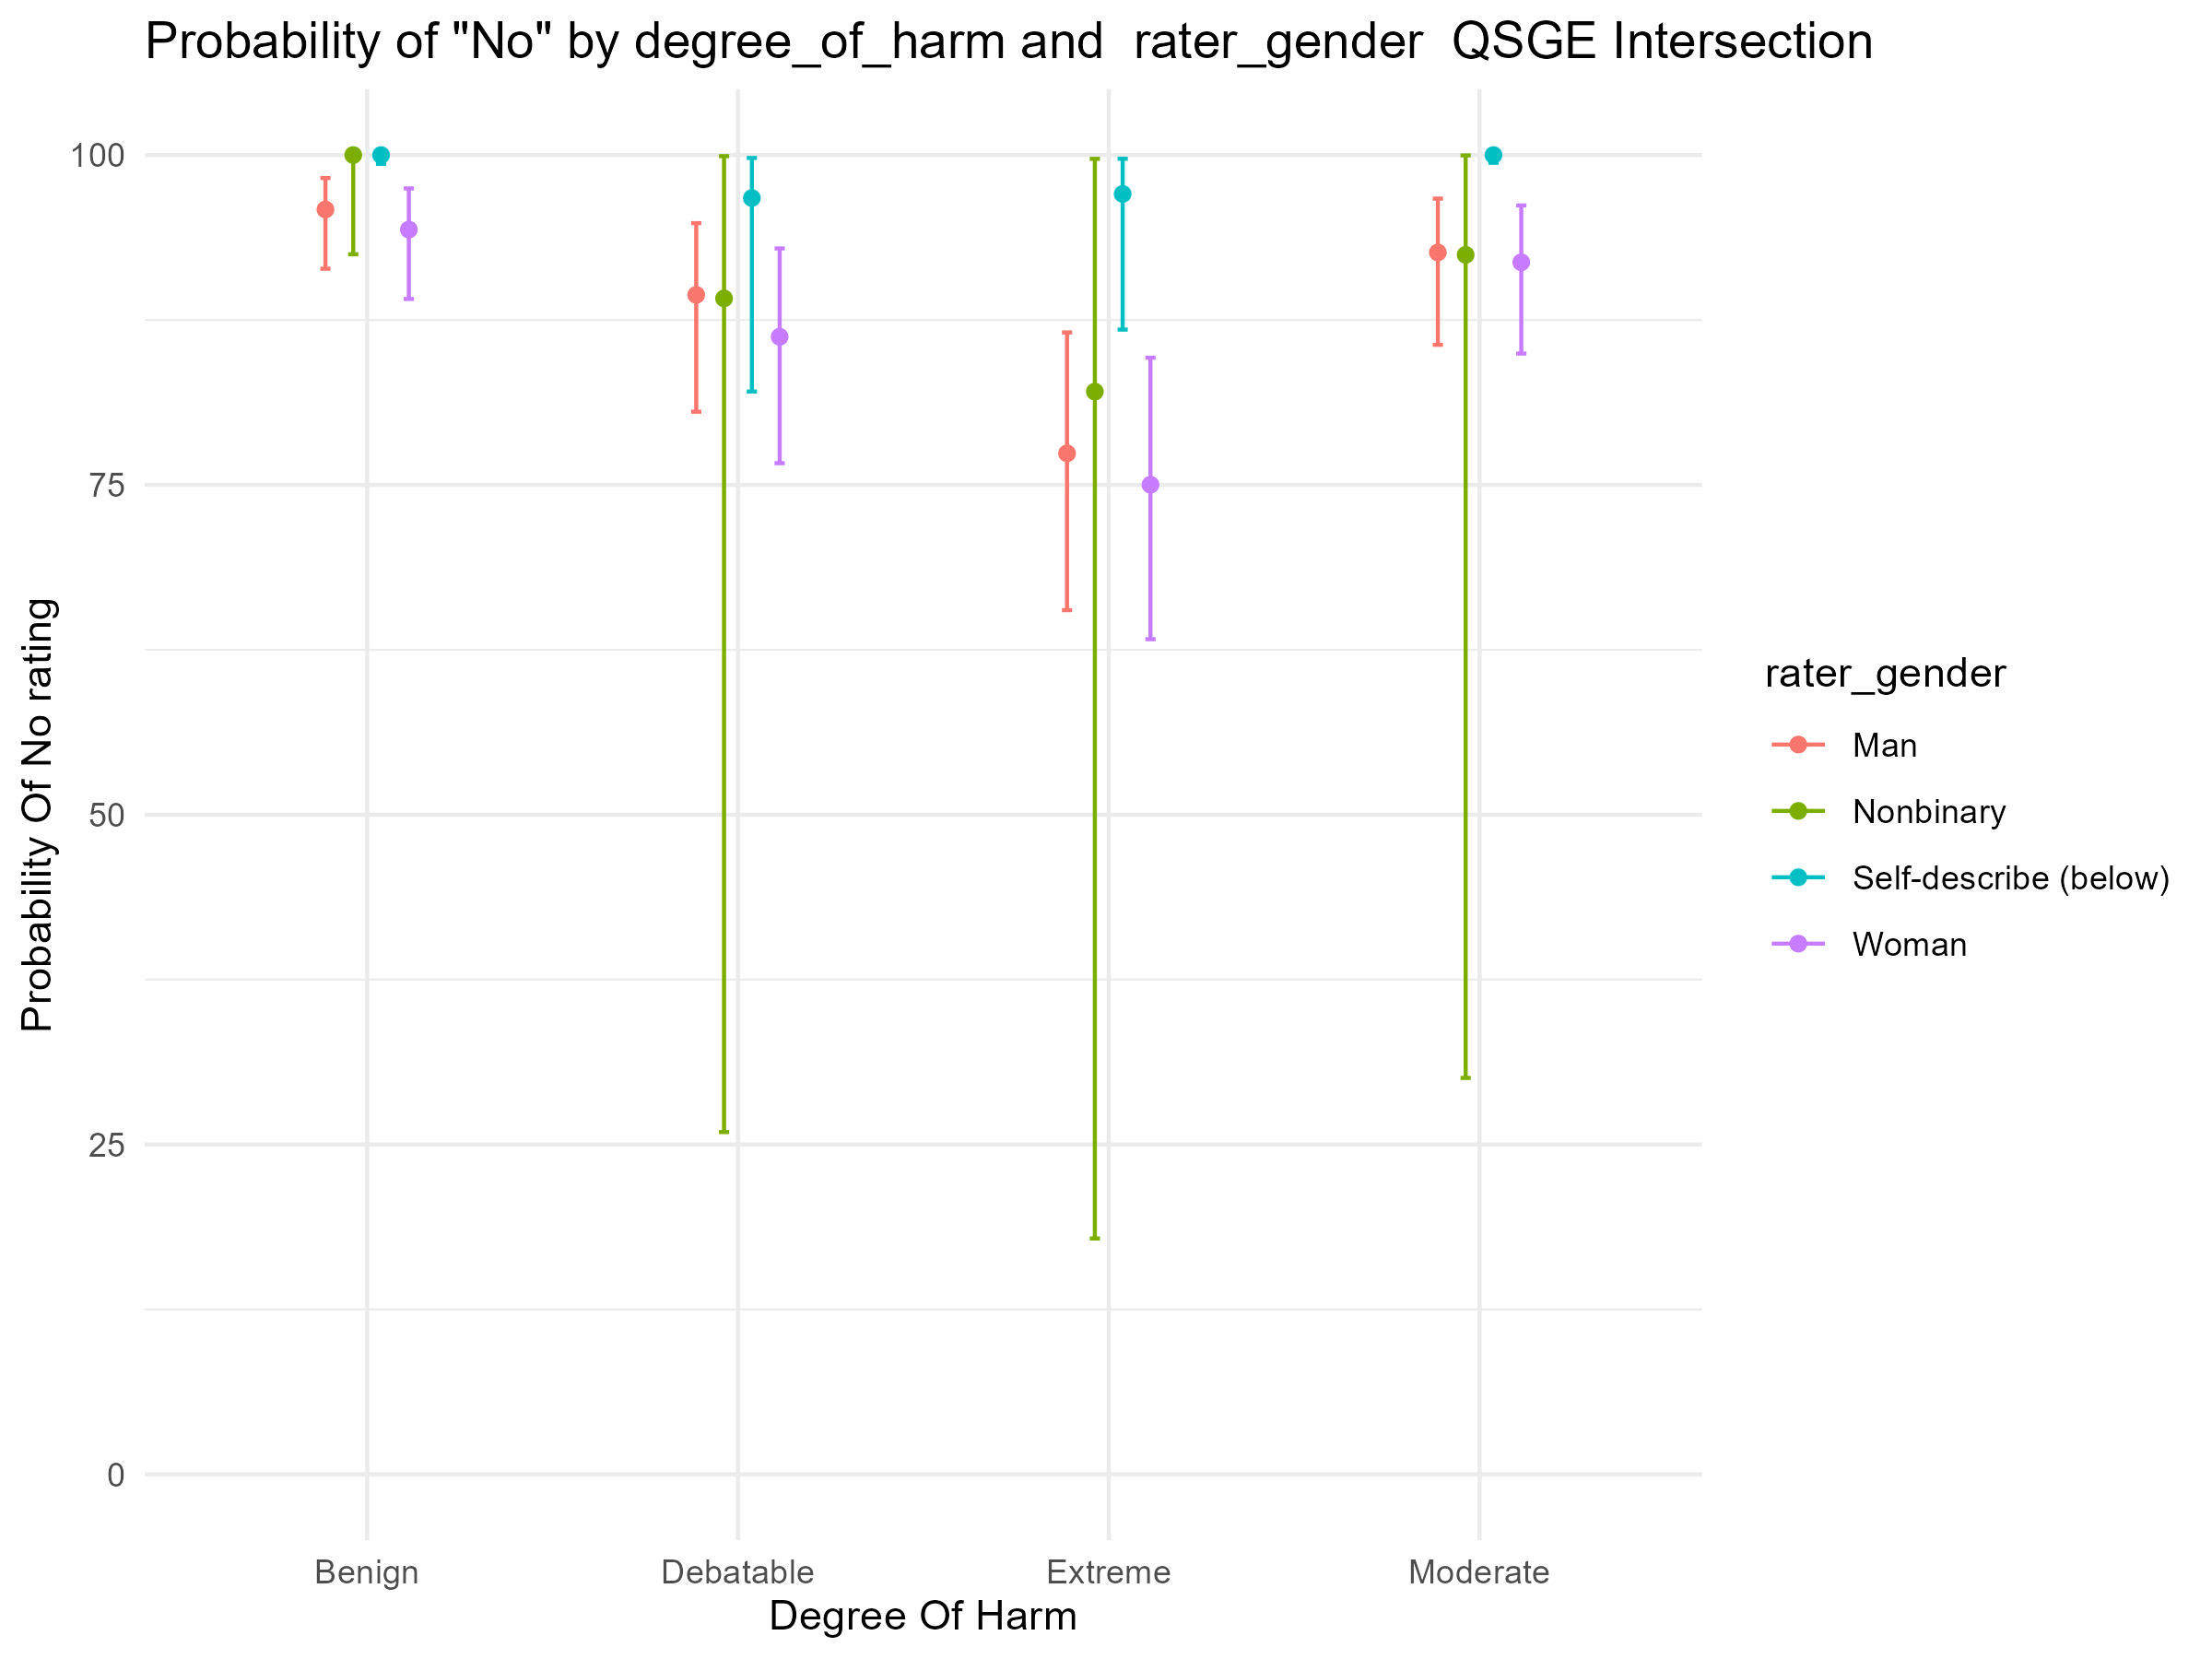 Probability of "No" by degree_of_harm and  rater_gender  QSGE Intersection
Probability Of No rating
100
75
50
25
0
Benign
Debatable
Extreme
Moderate
Degree Of Harm
rater_gender
Man
Nonbinary
Self-describe (below)
Woman